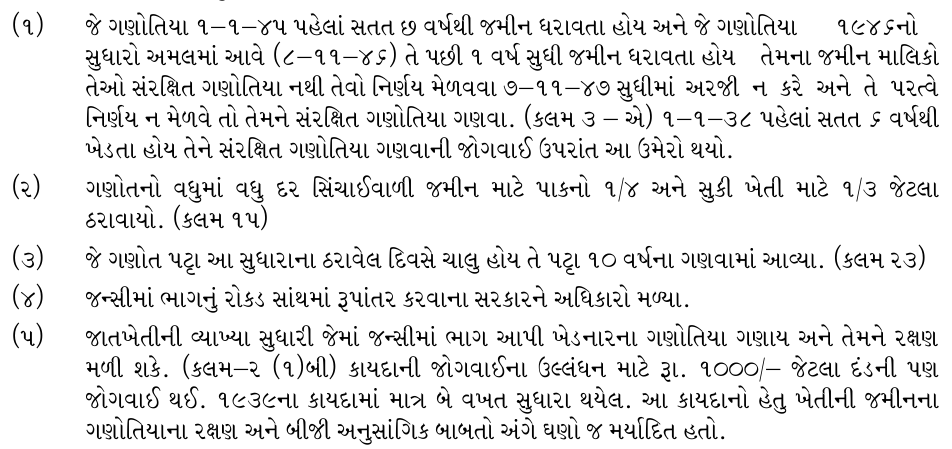 (૧) જે ગણોતિયા ૧–૧–૪૫ પહેલાં સતત છ વર્ષથી જમીન ધરાવતા હોય અને જે ગણોતિયા ૧૯૪૬નો
સુધારો અમલમાં આવે (૮–૧૧–૪૬) તે પછી ૧ વર્ષ સુધી જમીન ધરાવતા હોય તેમના જમીન માલિકો
તેઓ સંરક્ષિત ગણોતિયા નથી તેવો નિર્ણય મેળવવા ૭–૧૧–૪૭ સુધીમાં અરજી ન કરે અને તે પરત્વે
નિર્ણય ન મેળવે તો તેમને સંરક્ષિત ગણોતિયા ગણવા. (કલમ ૩ – એ) ૧–૧–૩૮ પહેલાં સતત ૬ વર્ષથી
ખેડતા હોય તેને સંરક્ષિત ગણોતિયા ગણવાની જોગવાઈ ઉપરાંત આ ઉમેરો થયો.
(૨) ગણોતનો વધુમાં વધુ દર સિંચાઈવાળી જમીન માટે પાકનો ૧/૪ અને સુકી ખેતી માટે ૧/૩ જેટલા
ઠરાવાયો. (કલમ ૧૫)
(૩) જે ગણોત પટ્ટા આ સુધારાના ઠરાવેલ દિવસે ચાલુ હોય તે પટ્ટા ૧૦ વર્ષના ગણવામાં આવ્યા. (કલમ ૨૩)
(૪) જન્સીમાં ભાગનું રોકડ સાંથમાં રૂપાંતર કરવાના સરકારને અધિકારો મળ્યા.
(૫) જાતખેતીની વ્યાખ્યા સુધારી જેમાં જન્સીમાં ભાગ આપી ખેડનારના ગણોતિયા ગણાય અને તેમને રક્ષણ
મળી શકે. (કલમ–૨ (૧)બી) કાયદાની જોગવાઈના ઉલ્લંધન માટે રૂા. ૧૦૦૦/– જેટલા દંડની પણ
જોગવાઈ થઈ. ૧૯૩૯ના કાયદામાં માત્ર બે વખત સુધારા થયેલ. આ કાયદાનો હેતુ ખેતીની જમીનના
ગણોતિયાના રક્ષણ અને બીજી અનુસાંગિક બાબતો અંગે ઘણો જ મર્યાદિત હતો.